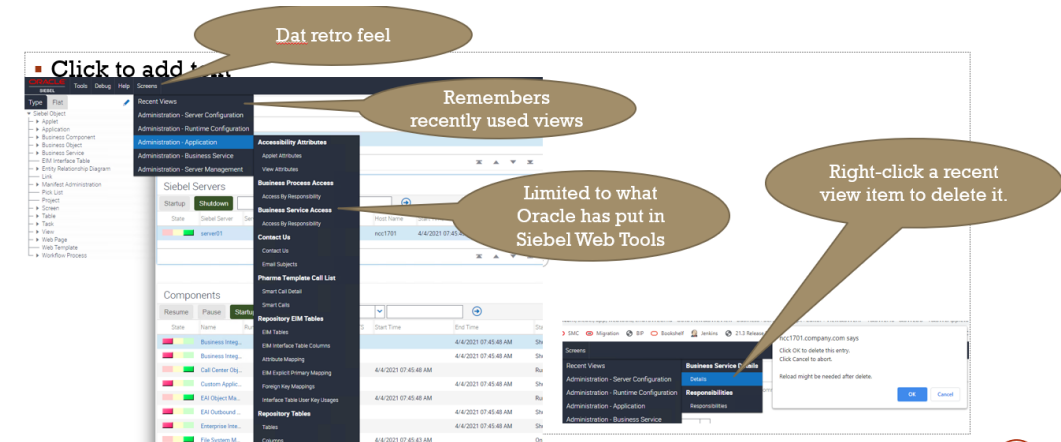 Dat retro feel
Click to add text
ORACLE
SIEBEL
Tools Debug Help Screens
Remembers
recently used views
Type Flat
Siebel Object
Applet
Application
Business Component
Business Object
Business Service
EIM Interface Table
Entity Relationship Diagram
Link
Manifest Administration
Pick List
Project
Screen
Table
Task
View
Web Page
Web Template
Workflow Process
Recent Views
Administration - Server Configuration
Administration - Runtime Configuration
Administration - Application
Administration - Business Service
Administration - Server Management
Accessibility Attributes
Applet Attributes
View Attributes
Business Process Access
Access By Responsibility
Business Service Access
Access By Responsibility
Contact Us
Contact Us
Email Subjects
Pharma Template Call List
Smart Call Detail
Smart Calls
Repository EIM Tables
EIM Tables
EIM Interface Table Columns
Attribute Mapping
EIM Explicit Primary Mapping
Foreign Key Mappings
Interface Table User Key Usages
Repository Tables
Tables
Columns
Limited to what
Oracle has put in
Siebel Web Tools
Right-click a recent
view item to delete it.
Siebel Servers
Startup Shutdown
State Siebel Server Host Name
server01 ncc1701 4/4/2021 07:45:4
Components
Resume Pause Startu
State Name Start Time End Time
Business Integ... 4/4/2021 07:45:48 AM
Business Integ... 4/4/2021 07:45:48 AM
Call Center Obj... 4/4/2021 07:45:48 AM
Custom Applic... 4/4/2021 07:45:48 AM
EAI Object Ma... 4/4/2021 07:45:48 AM
EAI Outbound ... 4/4/2021 07:45:48 AM
Enterprise Inte... 4/4/2021 07:45:48 AM
File System M... 4/4/2021 07:45:43 AM
SMC Migration BIP Bookshelf Jenkins 21.3 Release
Screens
Recent Views
Administration - Server Configuration
Administration - Runtime Configuration
Administration - Application
Administration - Business Service
Business Service Details
Details
Responsibilities
Responsibilities
ncc1701.company.com says
Click OK to delete this entry.
Click Cancel to abort.
Reload might be needed after delete.
OK Cancel